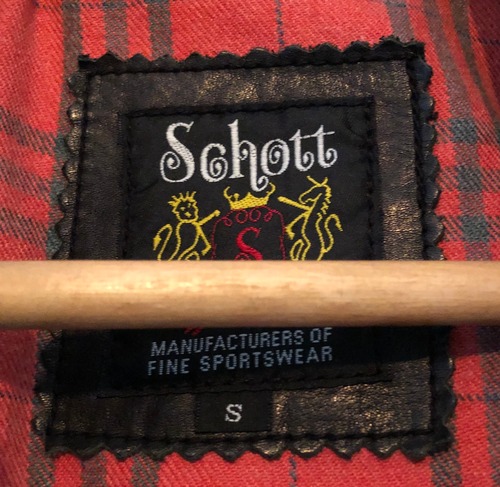 Schott
S
MANUFACTURERS OF
FINE SPORTSWEAR
S